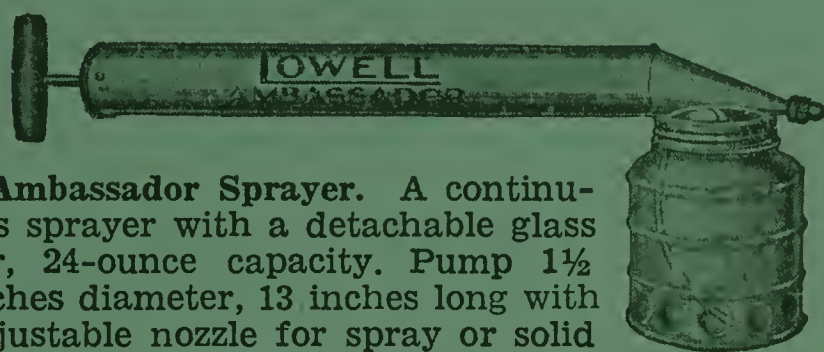 LOWELL
AMBASSADOR
Ambassador Sprayer. A continu-
s sprayer with a detachable glass
r, 24-ounce capacity. Pump 1½
ches diameter, 13 inches long with
justable nozzle for spray or solid